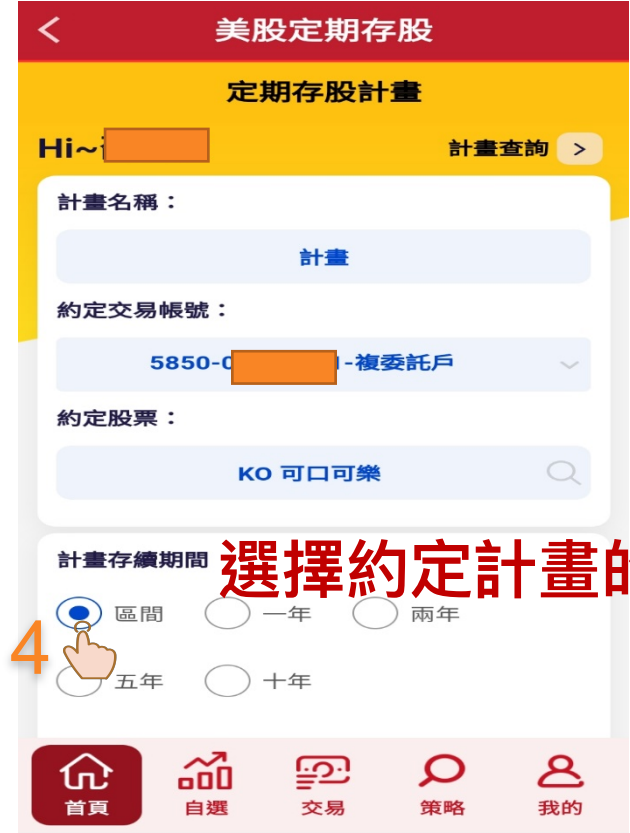 美股定期存股
定期存股計畫
Hi~
計畫查詢 >
計畫名稱：
計畫
約定交易帳號：
5850-0 -複委託戶
約定股票：
KO 可口可樂
計畫存續期間
選擇約定計畫的
區間 一年 兩年
4
五年 十年
首頁 自選 交易 策略 我的